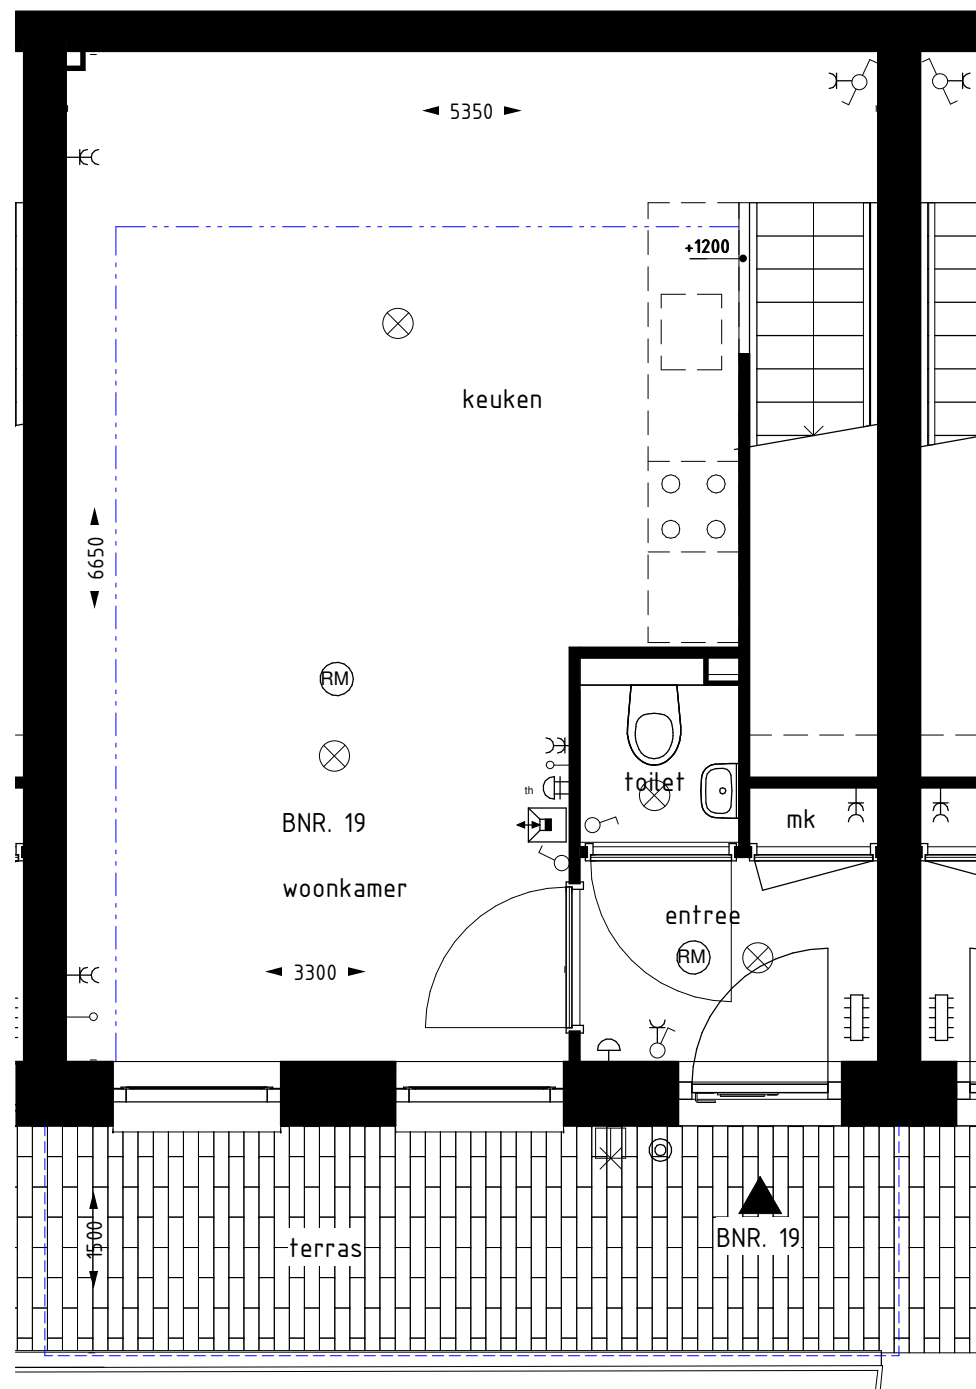 5350
+1200
keuken
6650
RM
toilet
th
BNR. 19
mk
woonkamer
entree
RM
3300
1500
terras
BNR. 19